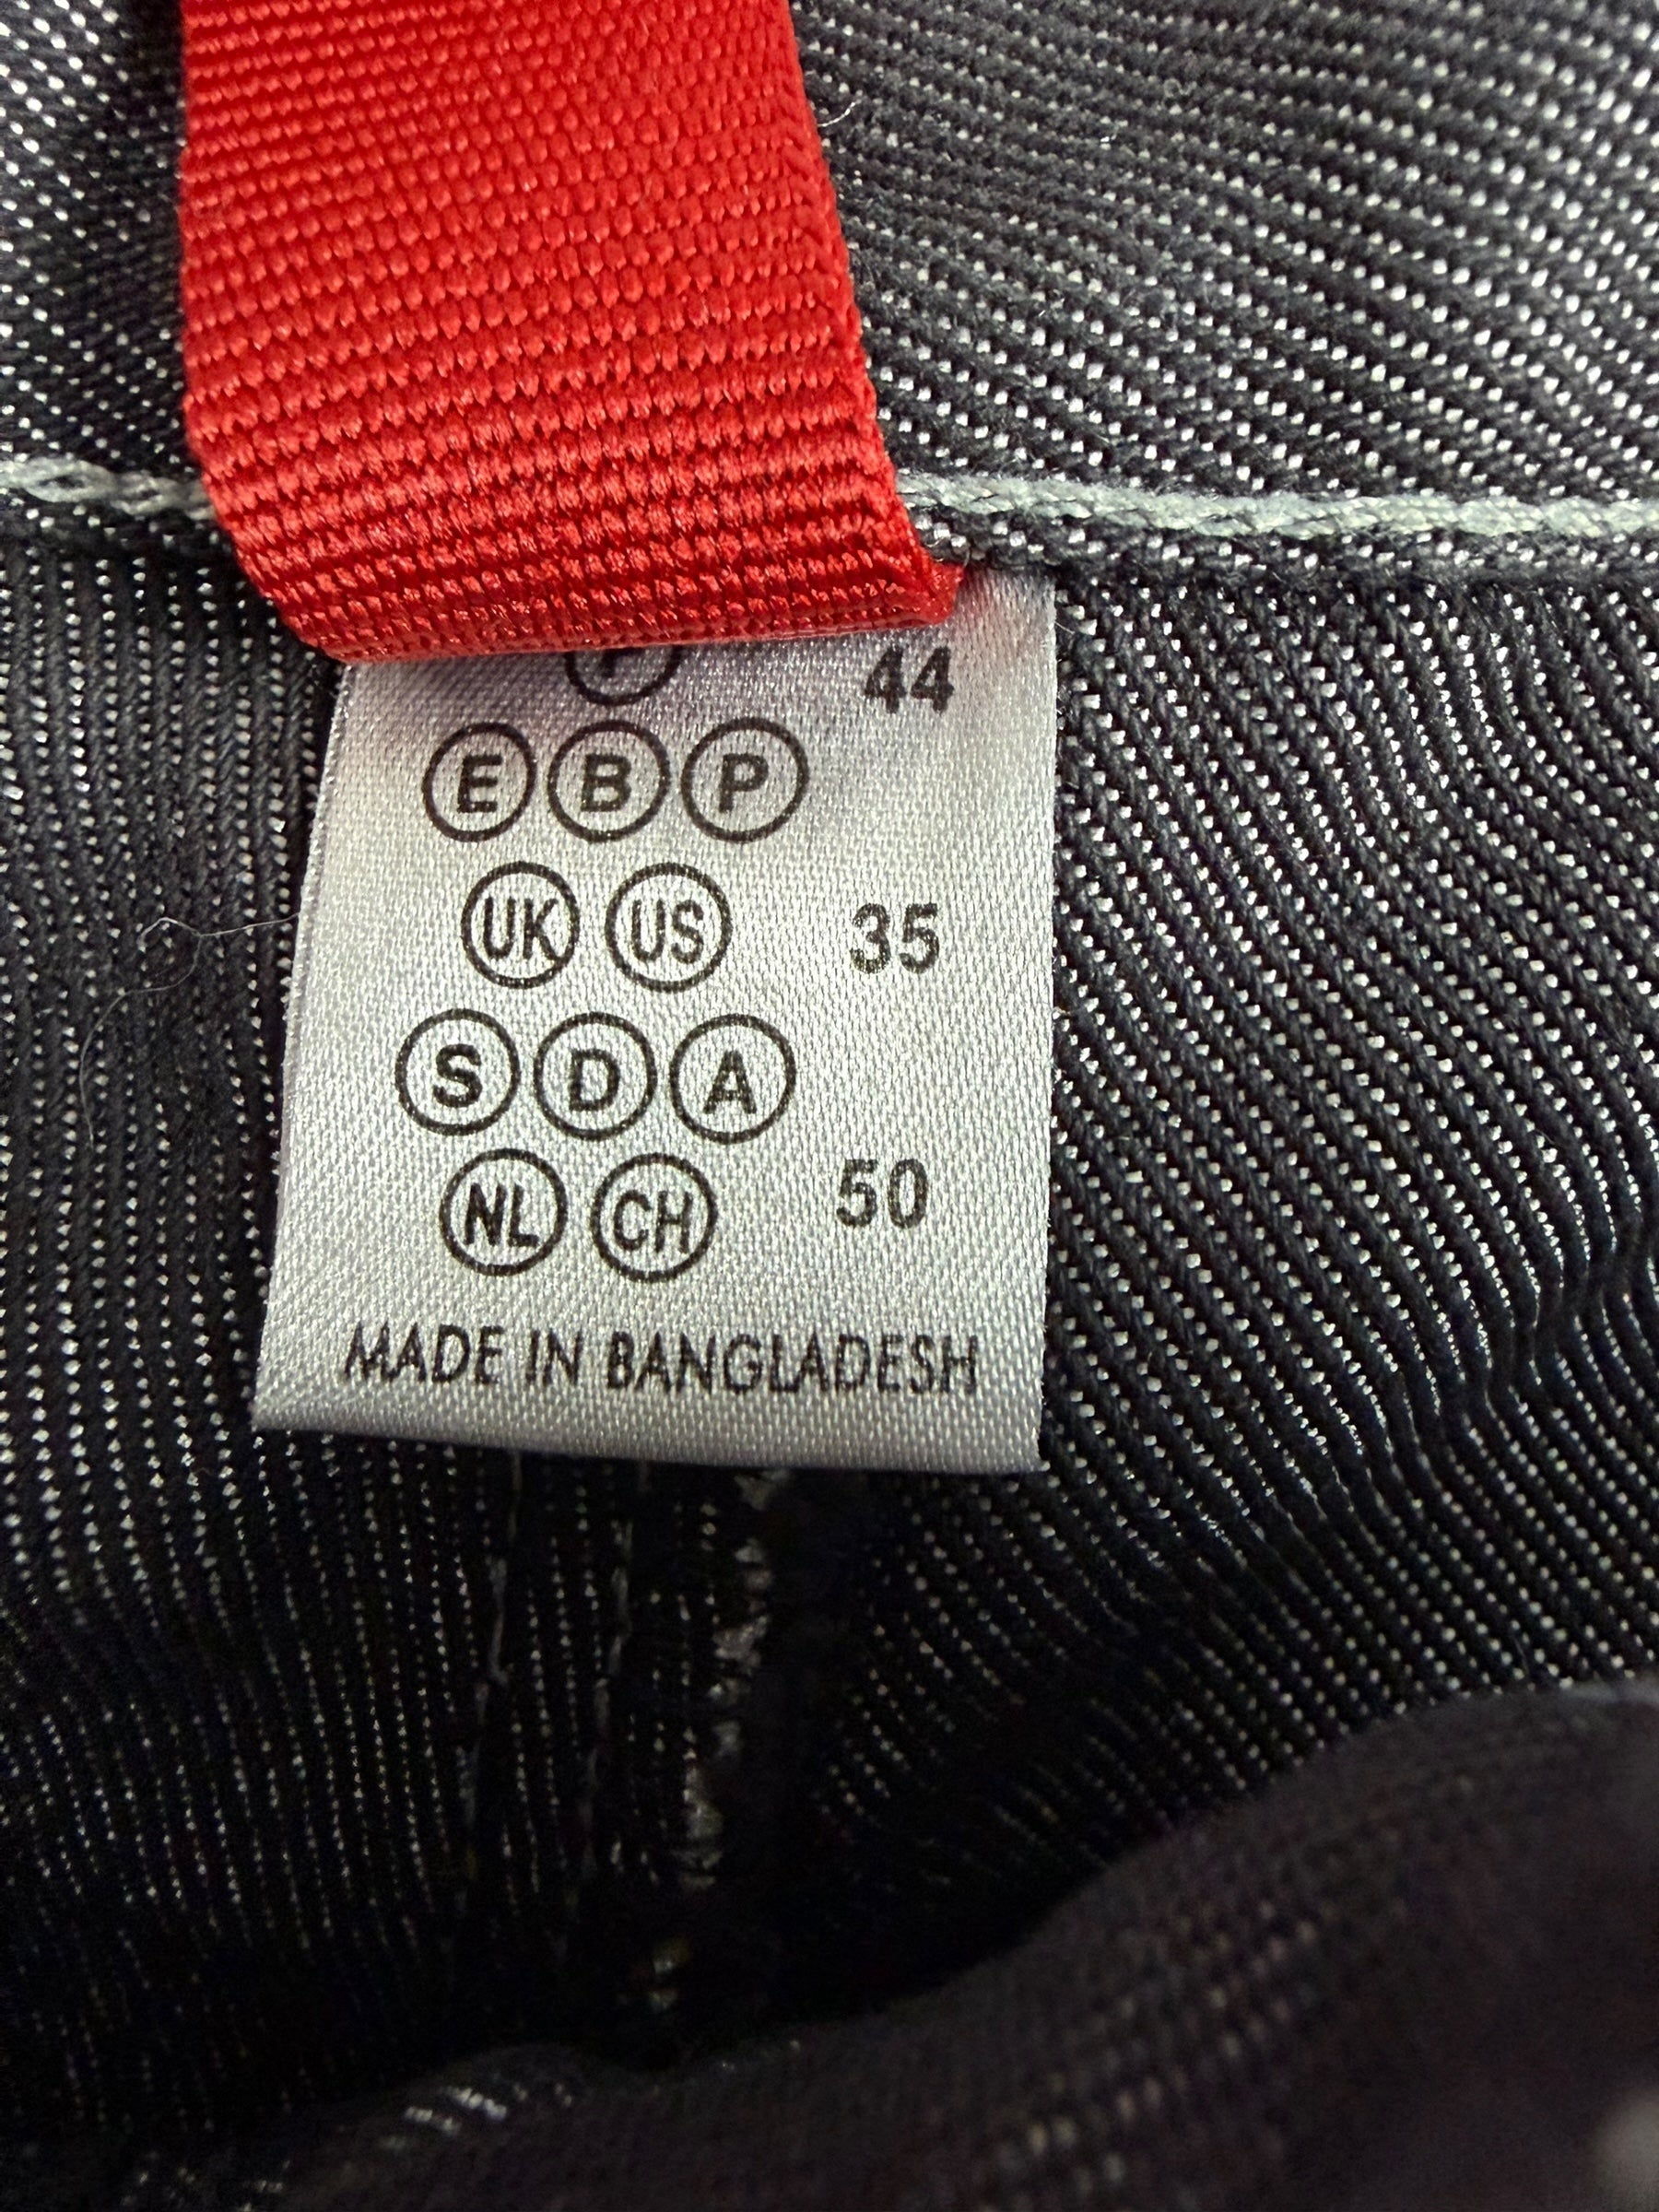 44
E B P
UK US 35
S D A
NL CH 50
MADE IN BANGLADESH